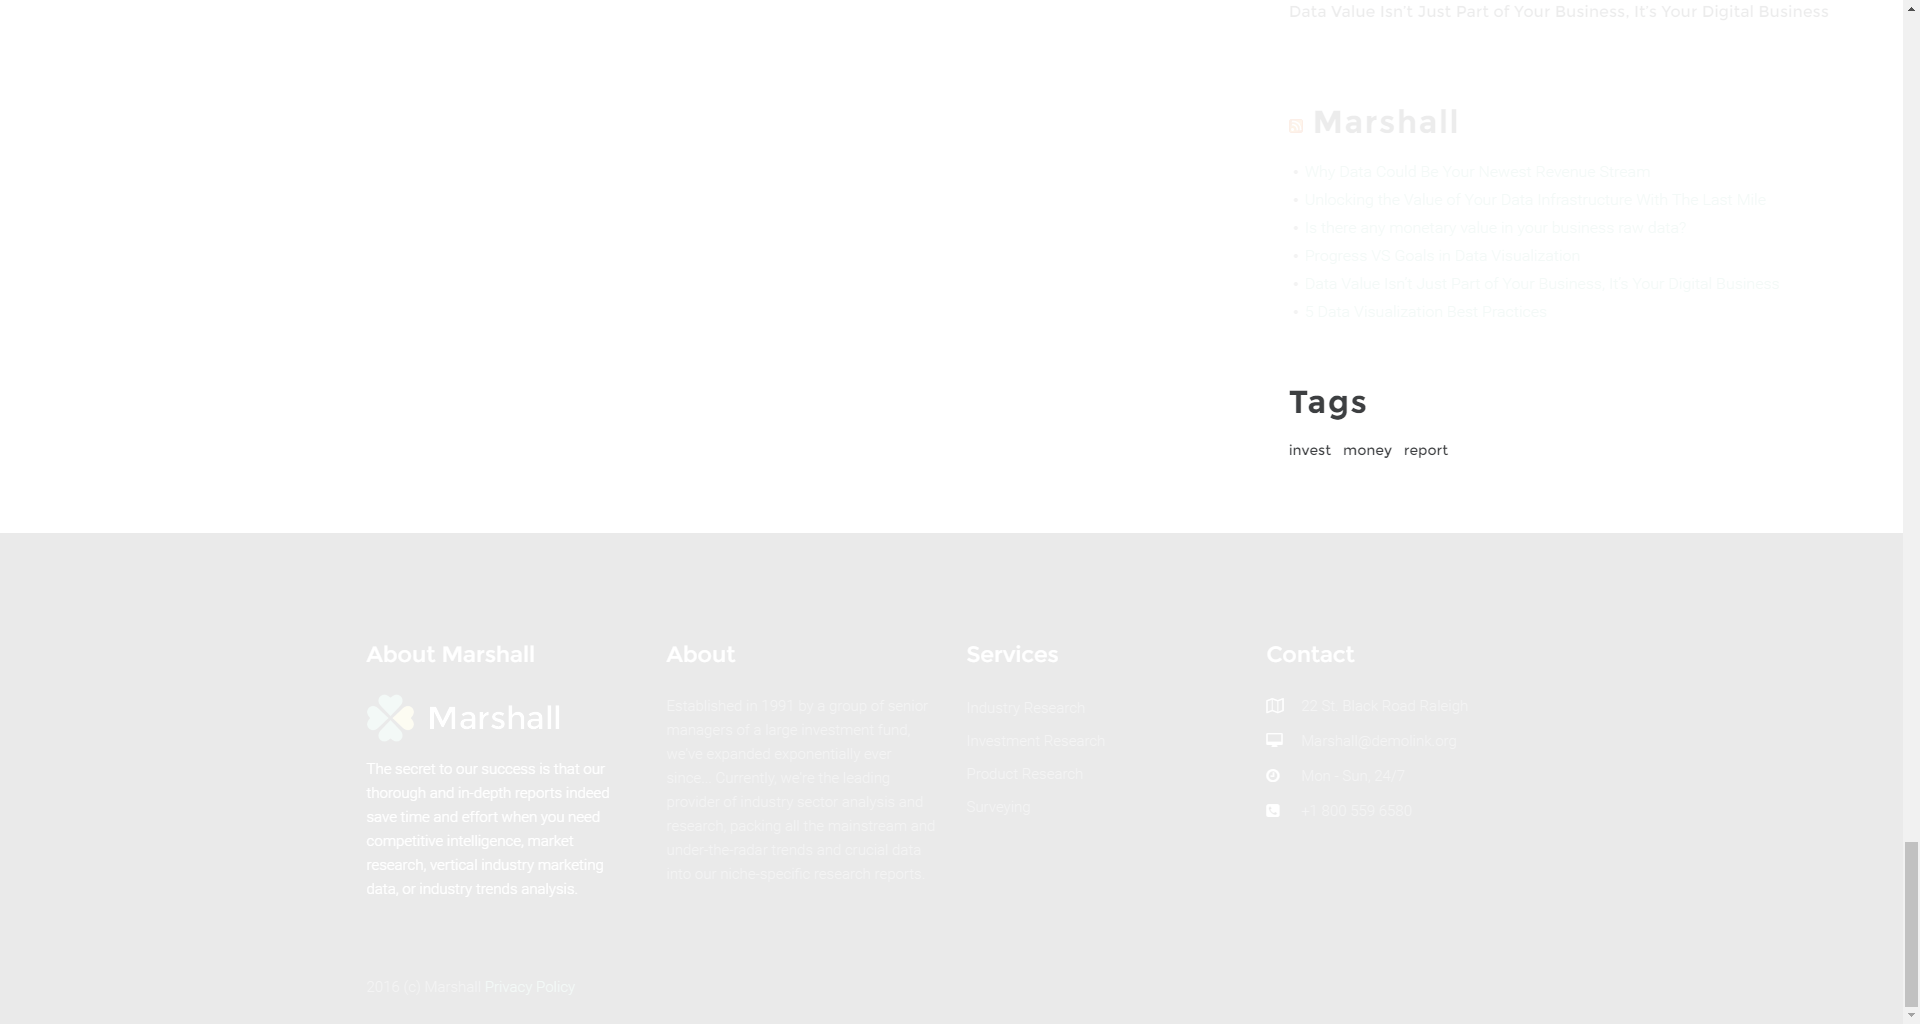 Data Value Isn't Just Part of Your Business, It's Your Digital Business
Marshall
Why Data Could Be Your Newest Revenue Stream
Unlocking the Value of Your Data Infrastructure With The Last Mile
Is there any monetary value in your business raw data?
Progress VS Goals in Data Visualization
Data Value Isn't Just Part of Your Business, It's Your Digital Business
5 Data Visualization Best Practices
Tags
invest money report
About Marshall
Marshall
The secret to our success is that our
thorough and in-depth reports indeed
save time and effort when you need
competitive intelligence, market
research, vertical industry marketing
data, or industry trends analysis.
About
Established in 1991 by a group of senior
managers of a large investment fund,
we've expanded exponentially ever
since... Currently, we're the leading
provider of industry sector analysis and
research, packing all the mainstream and
under-the-radar trends and crucial data
into our niche-specific research reports.
Services
Industry Research
Investment Research
Product Research
Surveying
Contact
22 St. Black Road Raleigh
Marshall@demolink.org
Mon - Sun, 24/7
+1 800 559 6580
2016 (c) Marshall Privacy Policy